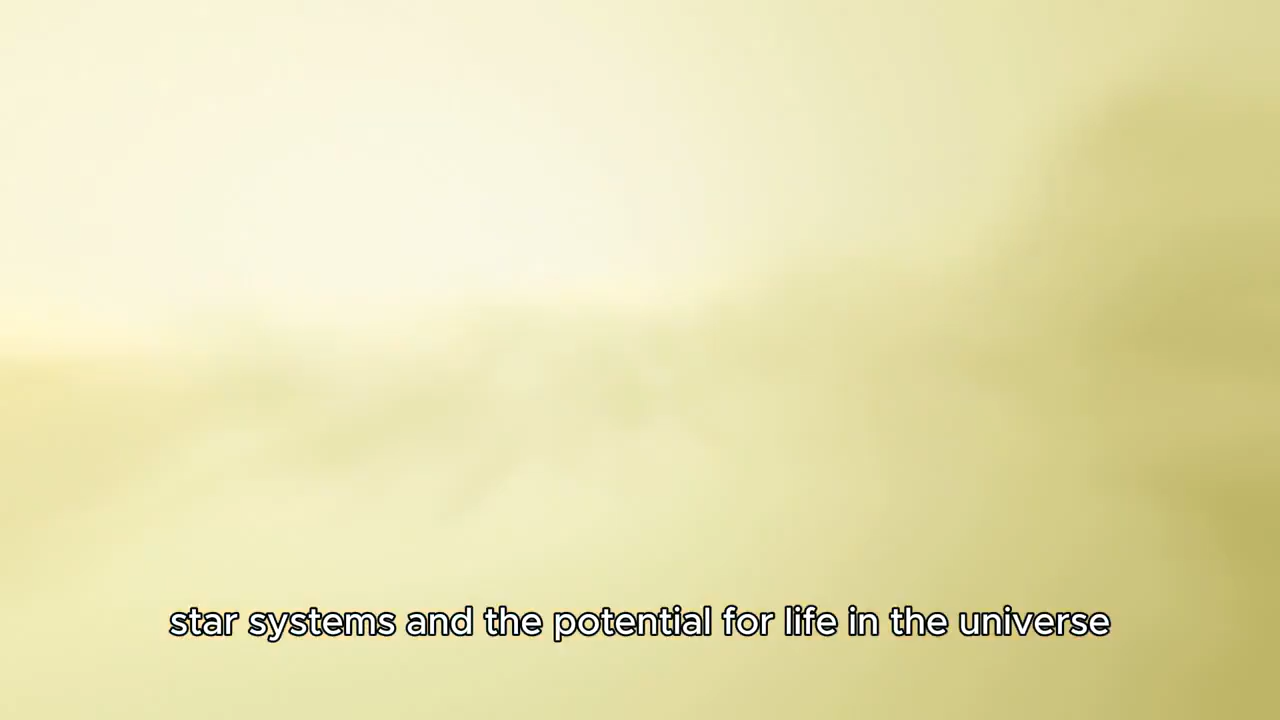 star systems and the potential for life in the universe